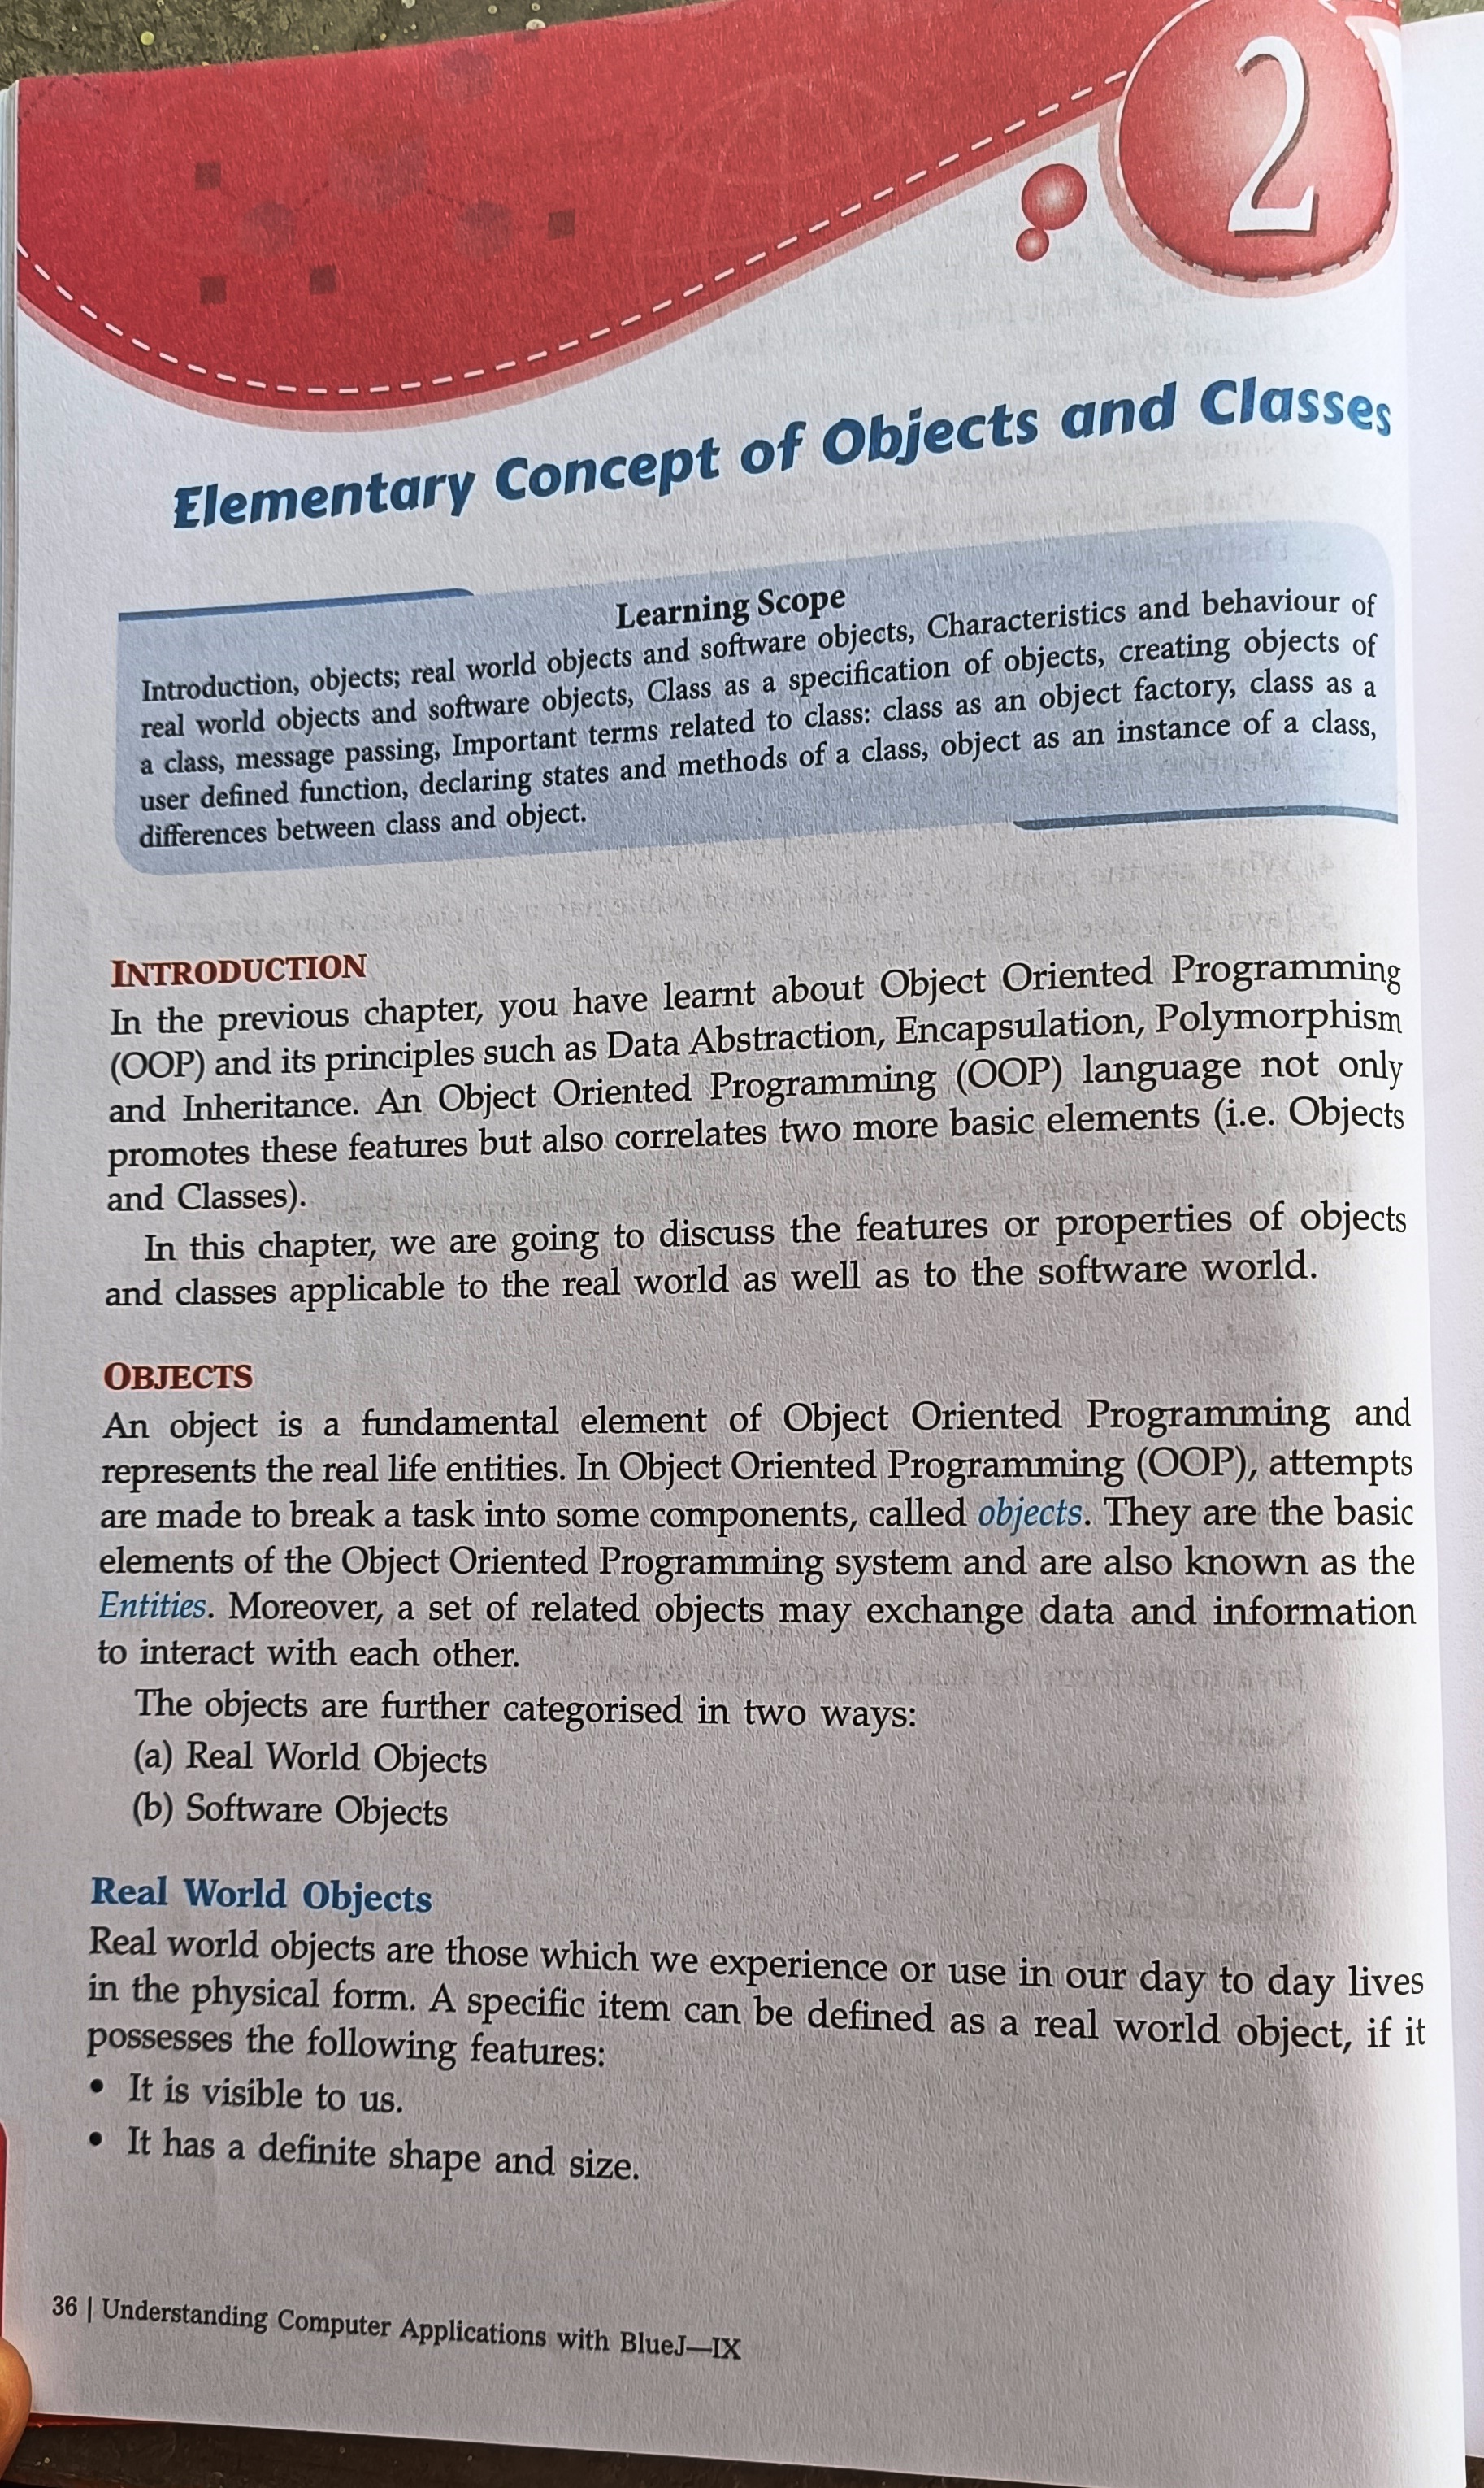 2
Elementary Concept of Objects and Classes
Learning Scope
Introduction, objects; real world objects and software objects, Characteristics and behaviour of
real world objects and software objects, Class as a specification of objects, creating objects of
a class, message passing, Important terms related to class: class as an object factory, class as a
user defined function, declaring states and methods of a class, object as an instance of a class,
differences between class and object.
INTRODUCTION
In the previous chapter, you have learnt about Object Oriented Programming
(OOP) and its principles such as Data Abstraction, Encapsulation, Polymorphism
and Inheritance. An Object Oriented Programming (OOP) language not only
promotes these features but also correlates two more basic elements (i.e. Objects
and Classes).
In this chapter, we are going to discuss the features or properties of objects
and classes applicable to the real world as well as to the software world.
OBJECTS
An object is a fundamental element of Object Oriented Programming and
represents the real life entities. In Object Oriented Programming (OOP), attempts
are made to break a task into some components, called objects. They are the basic
elements of the Object Oriented Programming system and are also known as the
Entities. Moreover, a set of related objects may exchange data and information
to interact with each other.
The objects are further categorised in two ways:
(a) Real World Objects
(b) Software Objects
Real World Objects
Real world objects are those which we experience or use in our day to day lives
in the physical form. A specific item can be defined as a real world object, if it
possesses the following features:
• It is visible to us.
• It has a definite shape and size.
36 | Understanding Computer Applications with BlueJ—IX